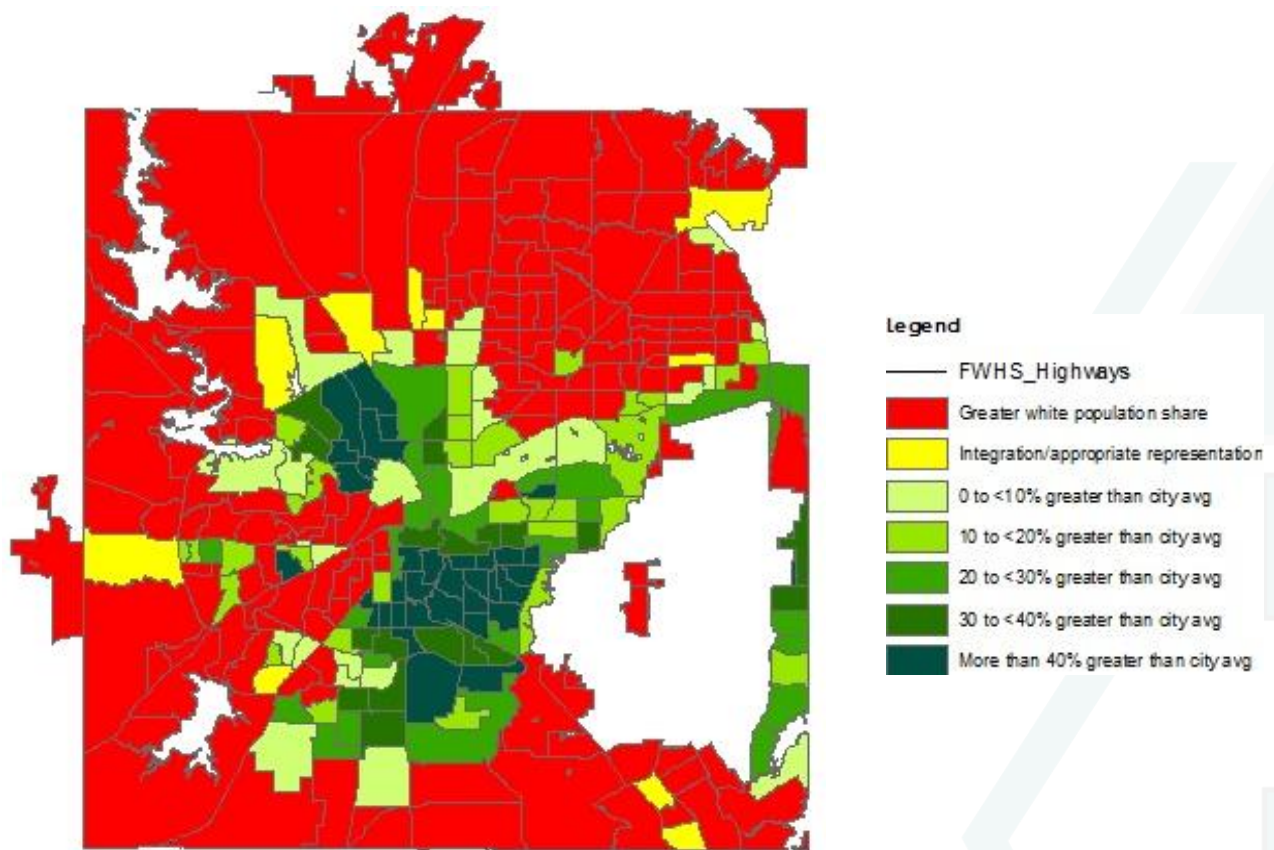 Legend
FWHS_Highways
Greater white population share
Integration/appropriate representation
0 to <10% greater than city avg
10 to <20% greater than city avg
20 to <30% greater than city avg
30 to <40% greater than city avg
More than 40% greater than city avg